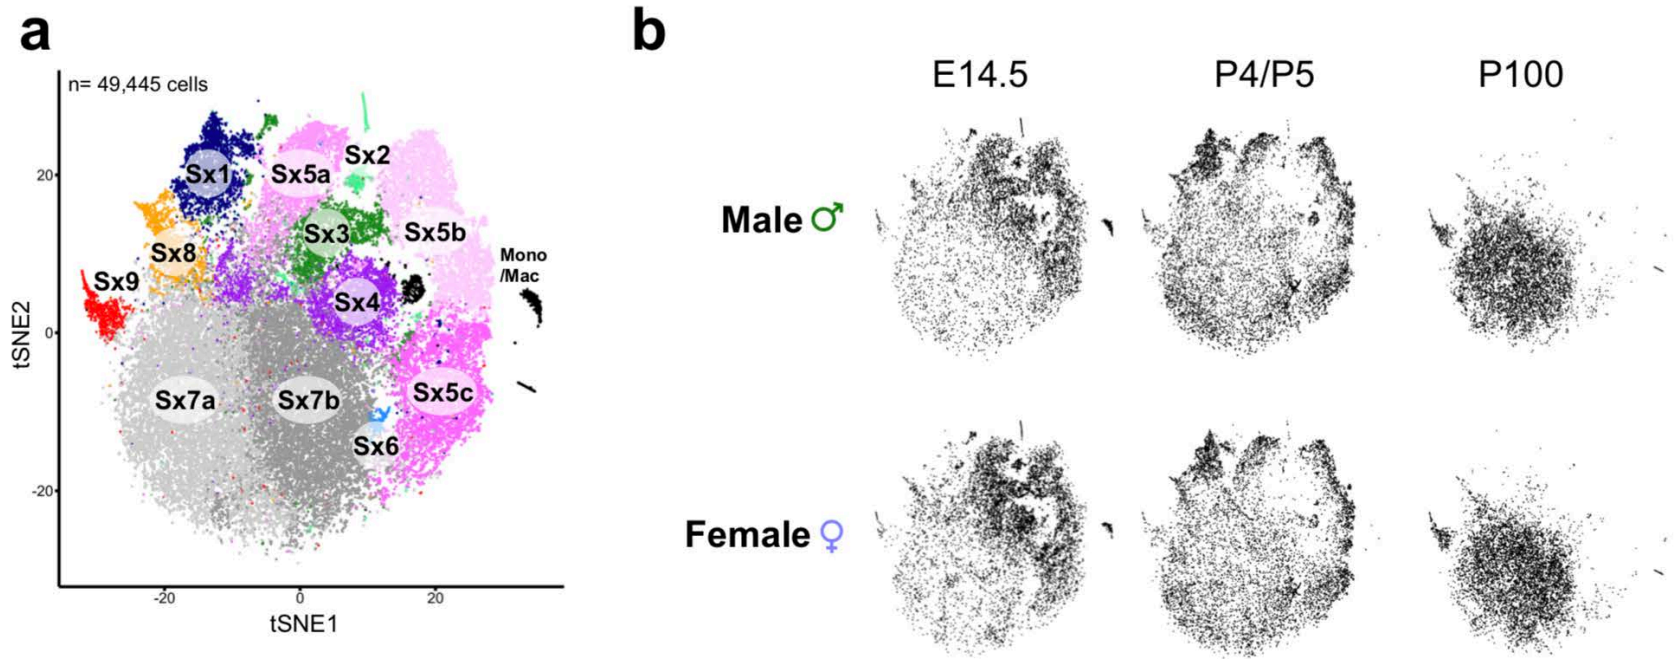 a
n= 49,445 cells
Sx1
Sx5a
Sx2
Sx3
Sx5b
Sx8
Mono
/Mac
Sx9
Sx4
Sx7a
Sx7b
Sx5c
Sx6
20
0
-20
tSNE2
-20
0
20
tSNE1
b
E14.5
P4/P5
P100
Male ♂
Female ♀